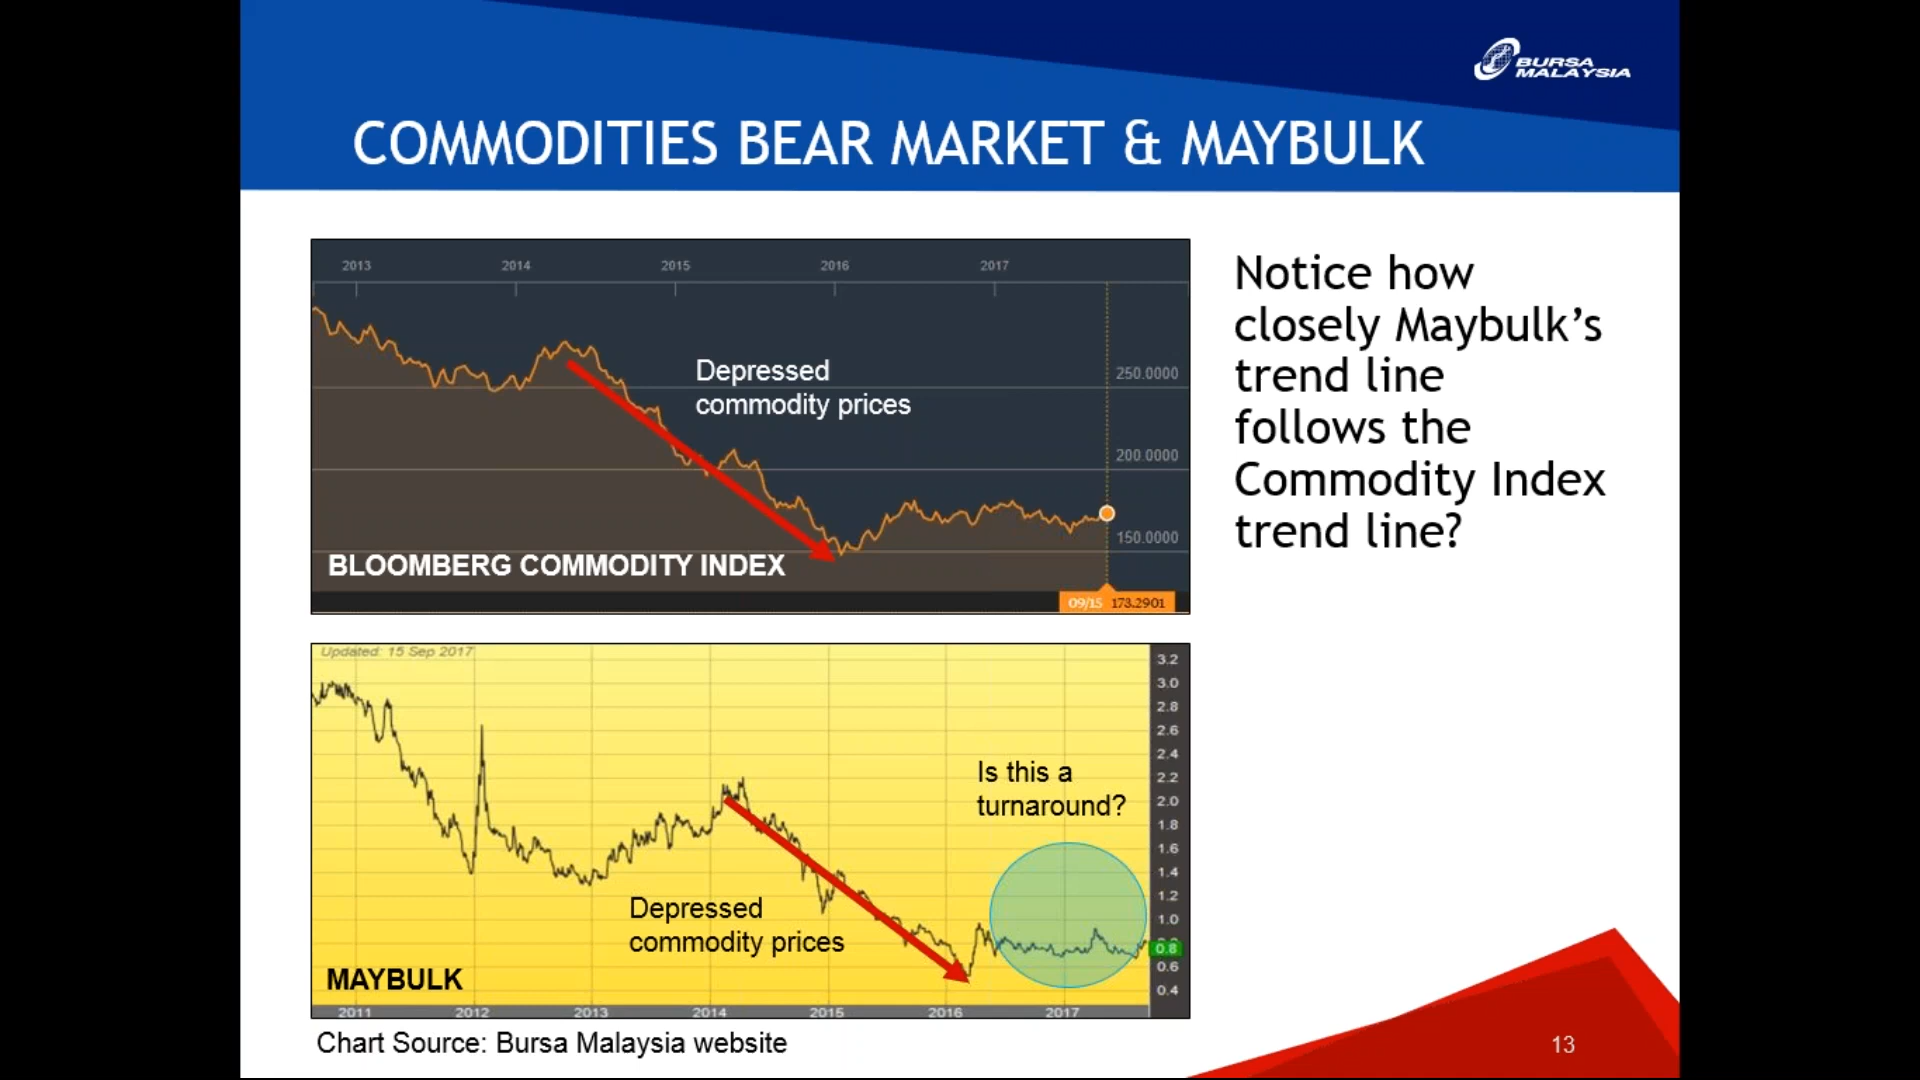 BURSA
MALAYSIA
COMMODITIES BEAR MARKET & MAYBULK
2013 2014 2015 2016 2017
Depressed
commodity prices
250.0000
200.0000
150.0000
BLOOMBERG COMMODITY INDEX
09/15 173.2901
Notice how
closely Maybulk’s
trend line
follows the
Commodity Index
trend line?
Updated: 15 Sep 2017
3.2
3.0
2.8
2.6
2.4
2.2
2.0
1.8
1.6
1.4
1.2
1.0
0.8
0.6
0.4
Is this a
turnaround?
Depressed
commodity prices
MAYBULK
2011 2012 2013 2014 2015 2016 2017
Chart Source: Bursa Malaysia website
13